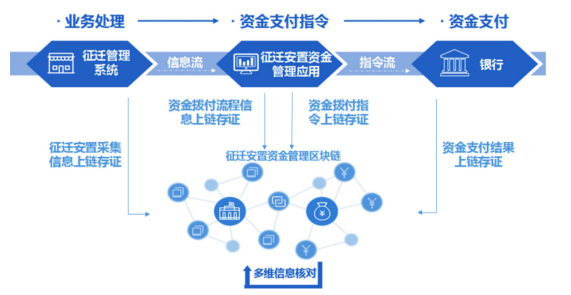 ·业务处理
·资金支付指令
·资金支付
征迁管理
系统
信息流
征迁安置资金
管理应用
指令流
银行
资金拨付流程信
息上链存证
资金拨付指
令上链存证
征迁安置采集
信息上链存证
资金支付结果
上链存证
征迁安置资金管理区块链
¥
¥
¥
¥
多维信息核对